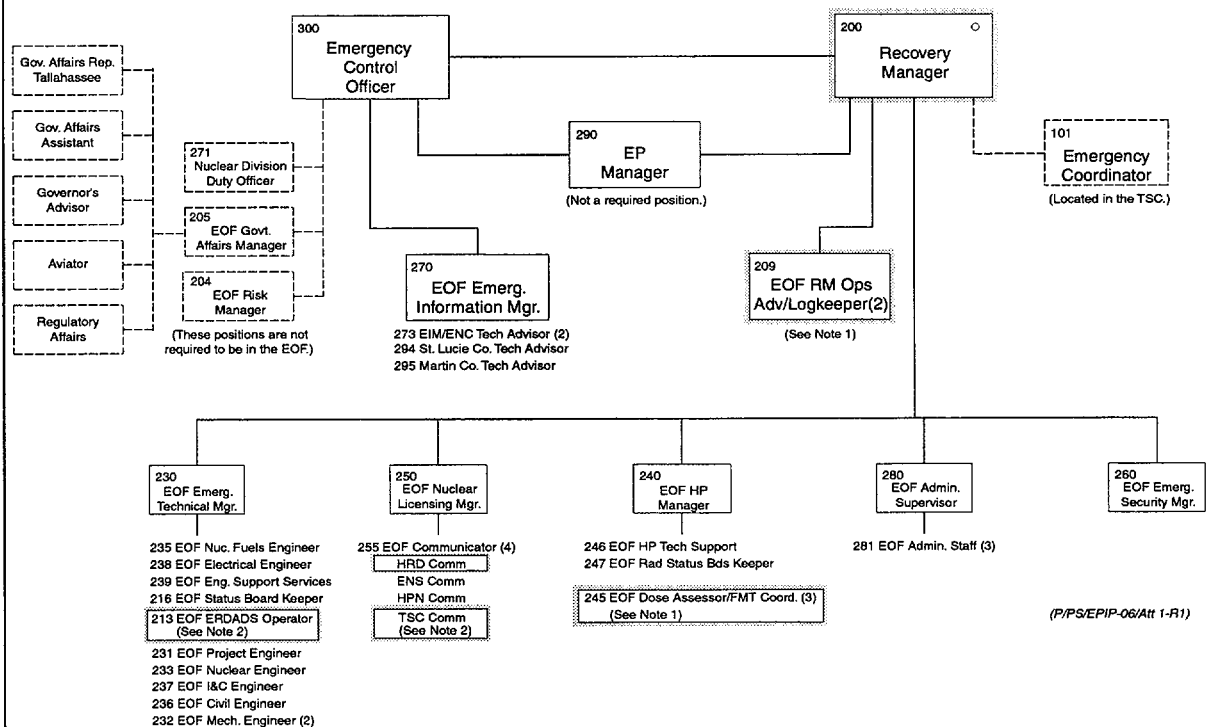 300
Emergency
Control
Officer
200
Recovery
Manager
Gov. Affairs Rep.
Tallahassee
Gov. Affairs
Assistant
Governor's
Advisor
Aviator
Regulatory
Affairs
271
Nuclear Division
Duty Officer
205
EOF Govt.
Affairs Manager
204
EOF Risk
Manager
(These positions are not
required to be in the EOF.)
290
EP
Manager
(Not a required position.)
101
Emergency
Coordinator
(Located in the TSC.)
270
EOF Emerg.
Information Mgr.
273 EIM/ENC Tech Advisor (2)
294 St. Lucie Co. Tech Advisor
295 Martin Co. Tech Advisor
209
EOF RM Ops
Adv/Logkeeper(2)
(See Note 1)
230
EOF Emerg.
Technical Mgr.
235 EOF Nuc. Fuels Engineer
238 EOF Electrical Engineer
239 EOF Eng. Support Services
216 EOF Status Board Keeper
213 EOF ERDADS Operator
(See Note 2)
231 EOF Project Engineer
233 EOF Nuclear Engineer
237 EOF I&C Engineer
236 EOF Civil Engineer
232 EOF Mech. Engineer (2)
250
EOF Nuclear
Licensing Mgr.
255 EOF Communicator (4)
HRD Comm
ENS Comm
HPN Comm
TSC Comm
(See Note 2)
240
EOF HP
Manager
246 EOF HP Tech Support
247 EOF Rad Status Bds Keeper
245 EOF Dose Assessor/FMT Coord. (3)
(See Note 1)
280
EOF Admin.
Supervisor
281 EOF Admin. Staff (3)
260
EOF Emerg.
Security Mgr.
(P/PS/EPIP-06/Att 1-R1)